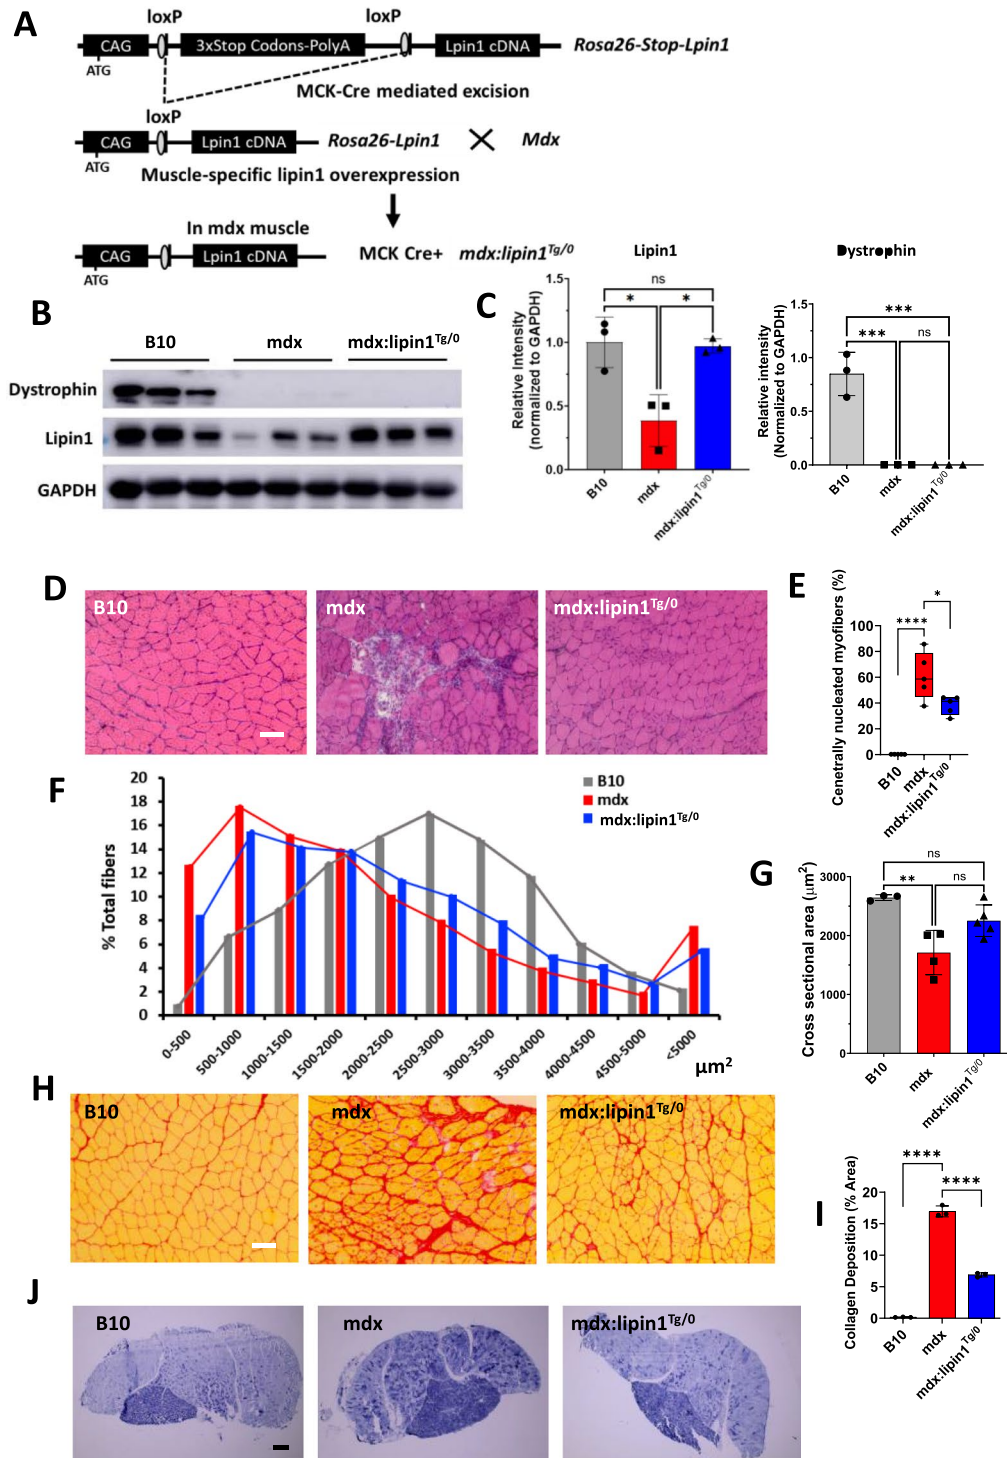 A
loxP
loxP
CAG
3xStop Codons-PolyA
Lpin1 cDNA
Rosa26-Stop-Lpin1
ATG
MCK-Cre mediated excision
loxP
CAG
Lpin1 cDNA
Rosa26-Lpin1
Mdx
ATG
Muscle-specific lipin1 overexpression
In mdx muscle
CAG
Lpin1 cDNA
MCK Cre+ mdx:lipin1Tg/0
ATG
B
B10
mdx
mdx:lipin1Tg/0
Dystrophin
Lipin1
GAPDH
C
Lipin1
Relative Intensity
(normalized to GAPDH)
1.5
1.0
0.5
0.0
ns
*
*
B10
mdx
mdx:lipin1Tg/0
Dystrophin
Relative intensity
(Normalized to GAPDH)
1.5
1.0
0.5
0.0
***
***
ns
B10
mdx
mdx:lipin1Tg/0
D
B10
mdx
mdx:lipin1Tg/0
E
Cenetrally nucleated myofibers (%)
100
80
60
40
20
0
****
*
B10
mdx
mdx:lipin1Tg/0
F
% Total fibers
20
18
16
14
12
10
8
6
4
2
0
B10
mdx
mdx:lipin1Tg/0
0-500
500-1000
1000-1500
1500-2000
2000-2500
2500-3000
3000-3500
3500-4000
4000-4500
4500-5000
<5000
µm2
G
Cross sectional area (µm2)
3000
2000
1000
0
ns
**
ns
B10
mdx
mdx:lipin1Tg/0
H
B10
mdx
mdx:lipin1Tg/0
I
Collagen Deposition (% Area)
20
15
10
5
0
****
****
B10
mdx
mdx:lipin1Tg/0
J
B10
mdx
mdx:lipin1Tg/0